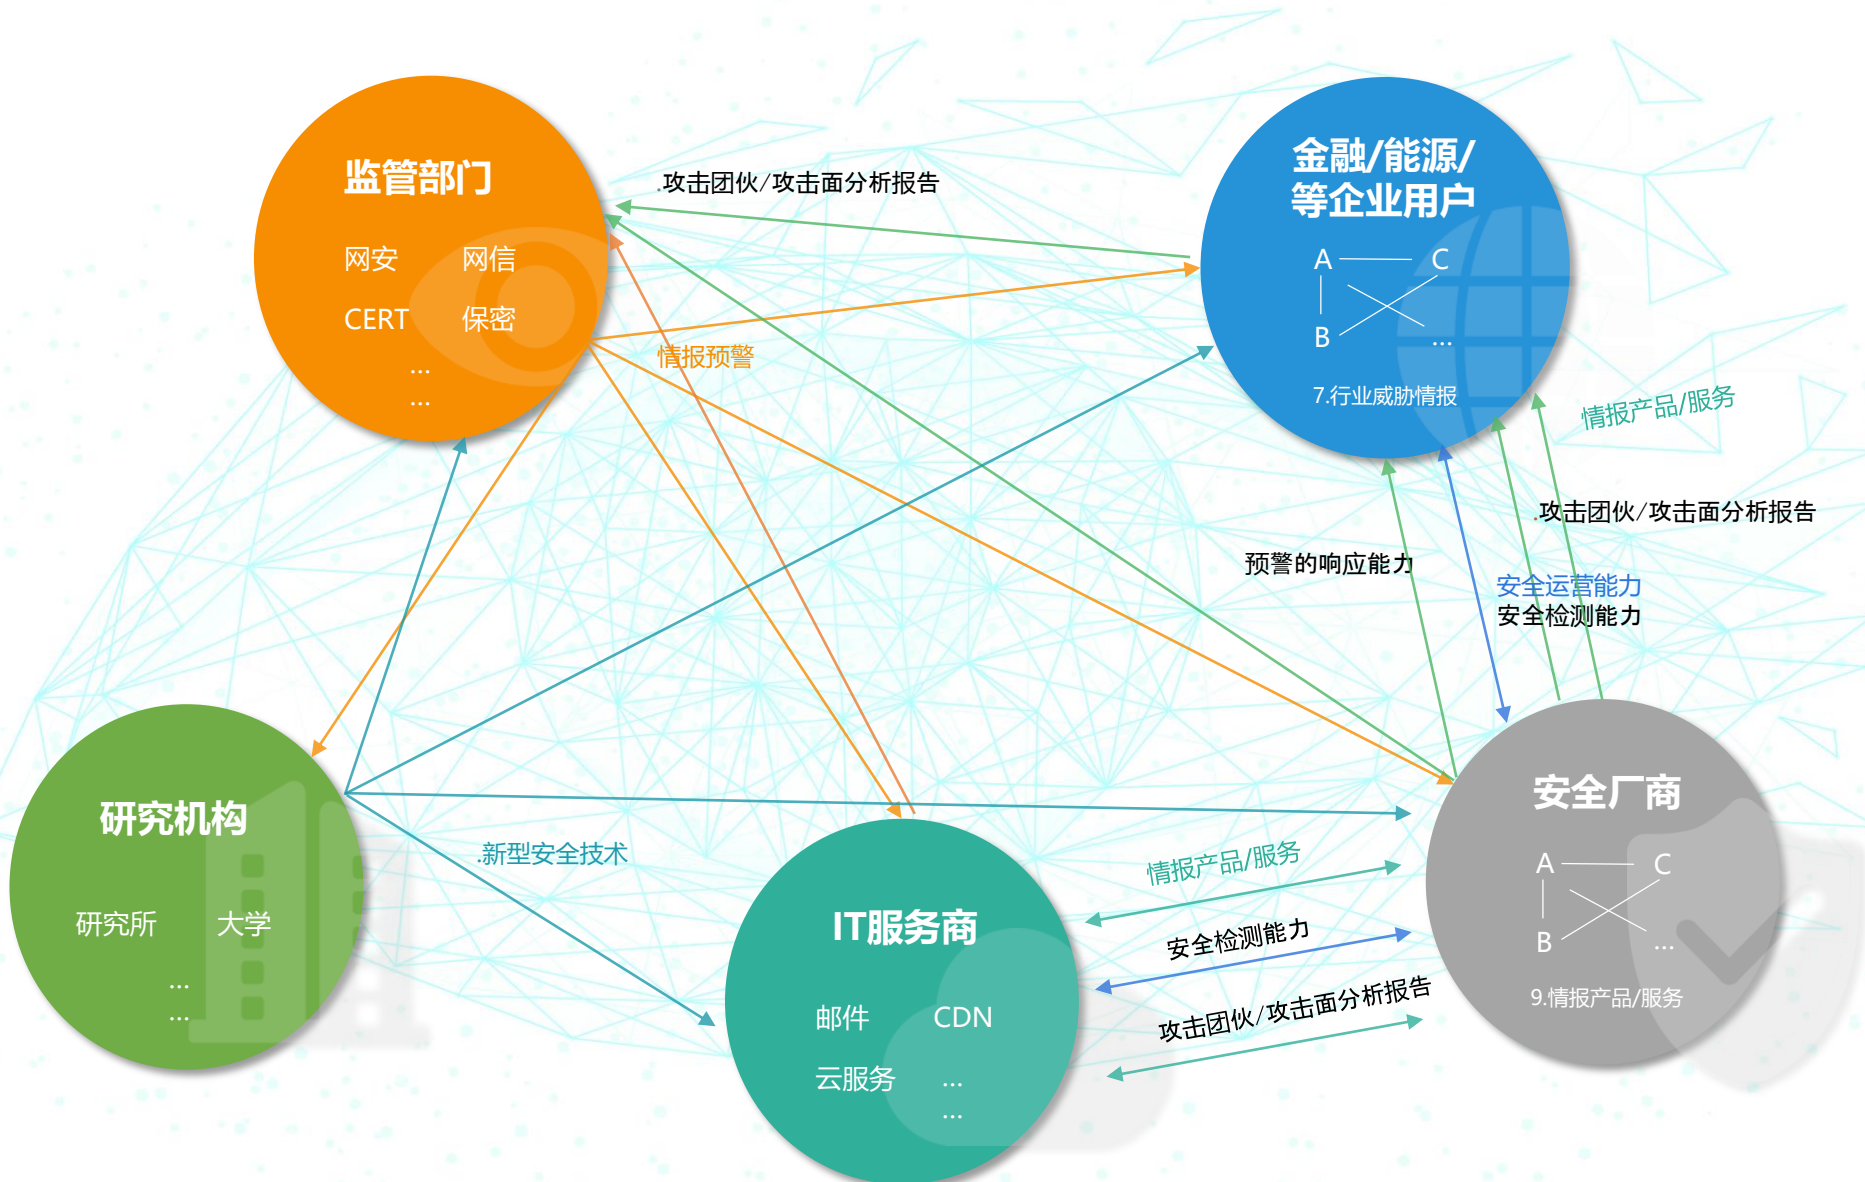 监管部门
网安 网信
CERT 保密
...
...
.攻击团伙/攻击面分析报告
情报预警
金融/能源/
等企业用户
A C
B ...
7.行业威胁情报
情报产品/服务
.攻击团伙/攻击面分析报告
预警的响应能力
安全运营能力
安全检测能力
研究机构
研究所 大学
...
...
.新型安全技术
IT服务商
邮件 CDN
云服务 ...
...
情报产品/服务
安全检测能力
攻击团伙/攻击面分析报告
安全厂商
A C
B ...
9.情报产品/服务